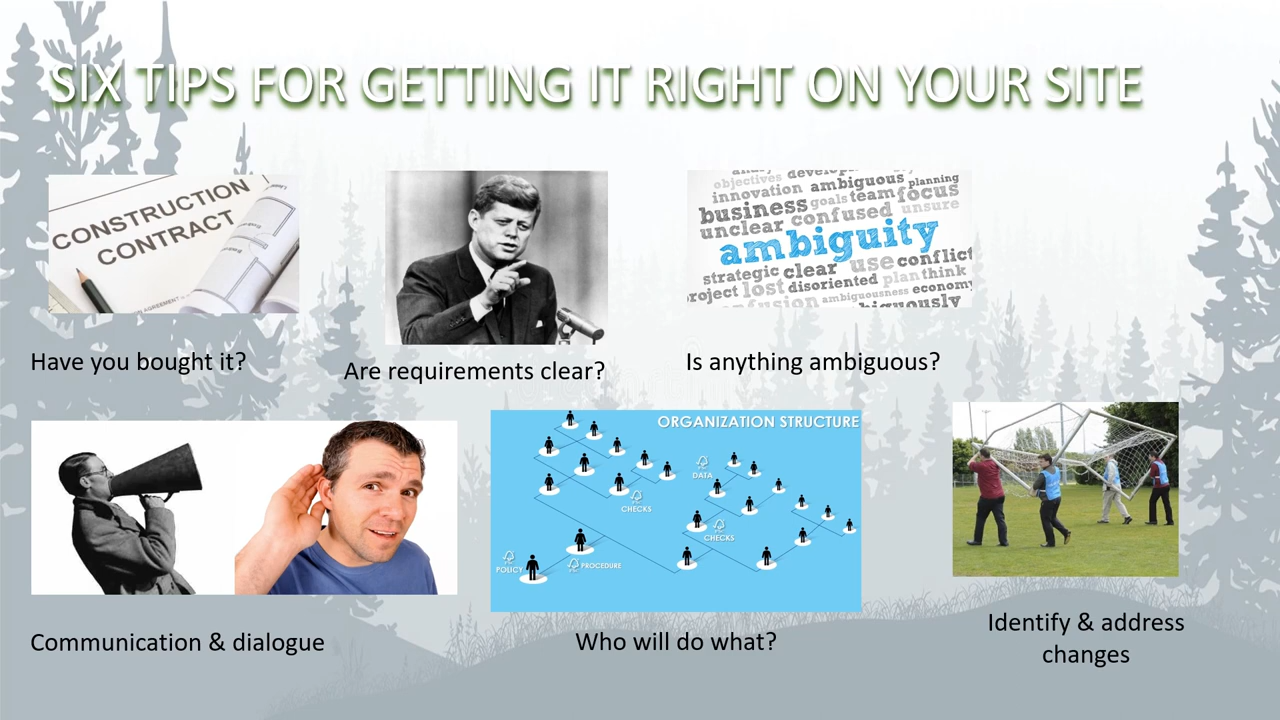 SIX TIPS FOR GETTING IT RIGHT ON YOUR SITE
CONSTRUCTION
CONTRACT
objectives
innovation ambiguous planning
business goals team focus
unclear confused unsure
ambiguity
strategic clear use conflict
lost disoriented plan think
ambiguousness economy
Have you bought it?
Are requirements clear?
Is anything ambiguous?
ORGANIZATION STRUCTURE
DATA
CHECKS
CHECKS
POLICY
PROCEDURE
Communication & dialogue
Who will do what?
Identify & address
changes